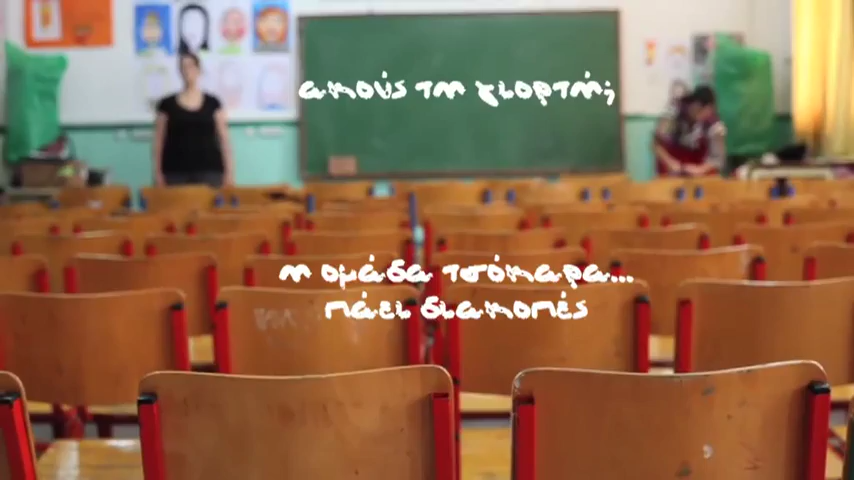 ακούς τη γιορτή;
η ομάδα τσόκαρα...
πάει διακοπές